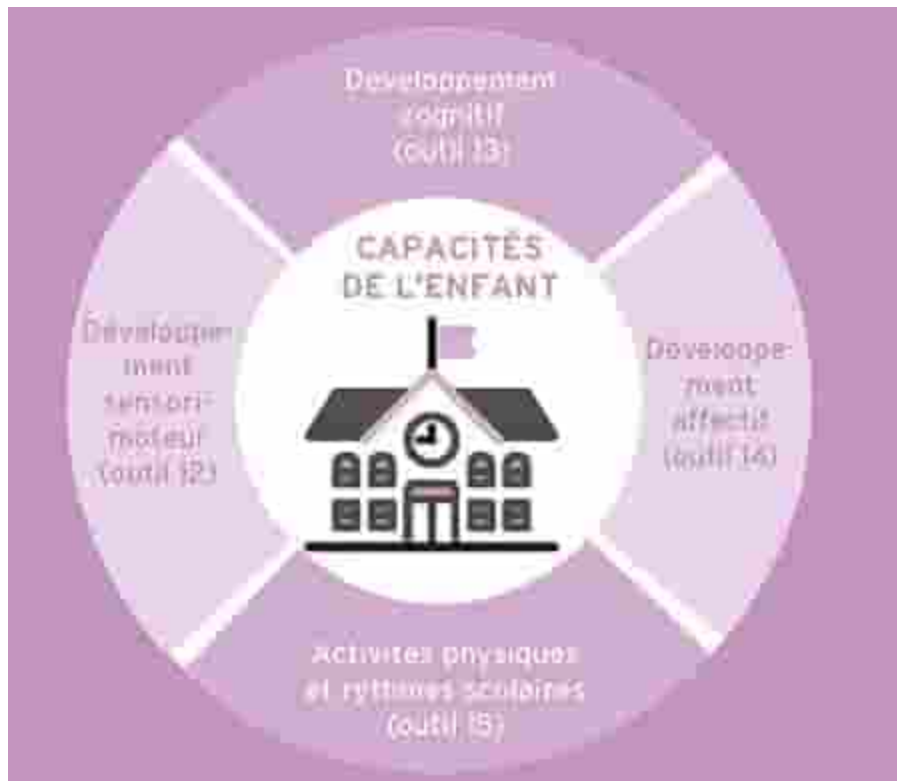 Développement
cognitif
(outil 13)
CAPACITÉS
DE L'ENFANT
Développe-
ment
sensori-
moteur
(outil 12)
Développe-
ment
affectif
(outil 14)
Activités physiques
et rythmes scolaires
(outil 15)